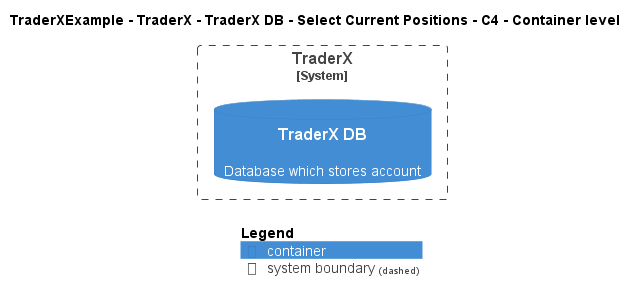 TraderXExample - TraderX - TraderX DB - Select Current Positions - C4 - Container level
TraderX
[System]
TraderX DB
Database which stores account
Legend
container
system boundary (dashed)